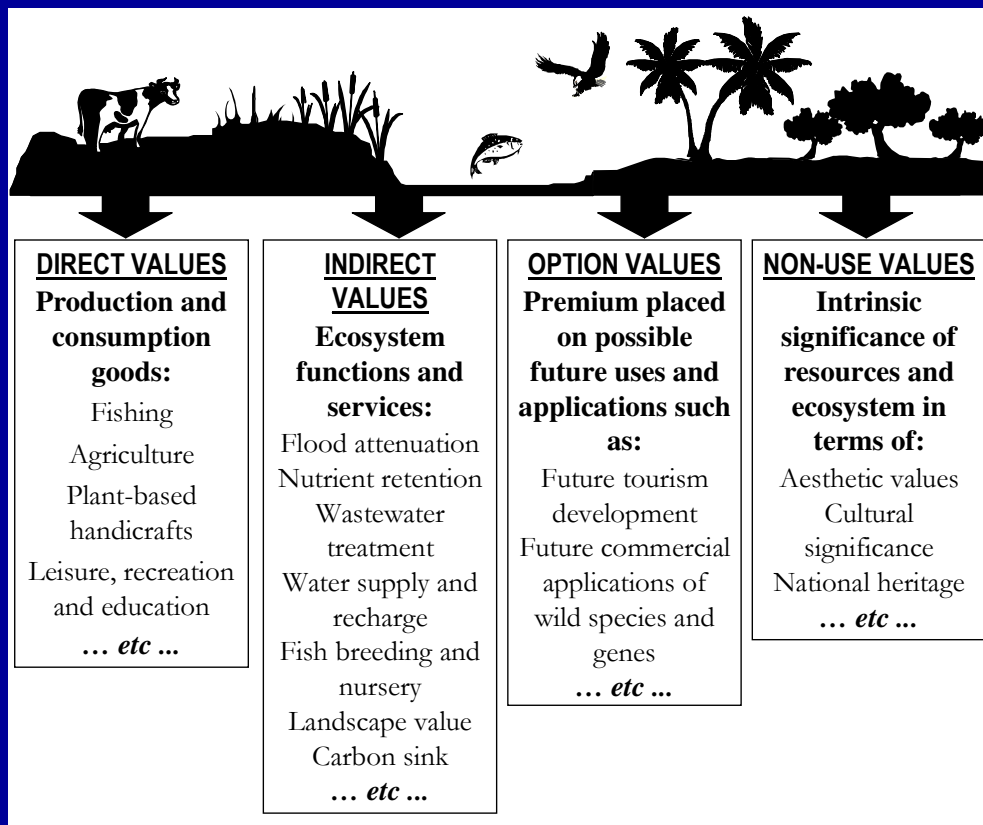 DIRECT VALUES
Production and
consumption
goods:
Fishing
Agriculture
Plant-based
handicrafts
Leisure, recreation
and education
… etc ...
INDIRECT
VALUES
Ecosystem
functions and
services:
Flood attenuation
Nutrient retention
Wastewater
treatment
Water supply and
recharge
Fish breeding and
nursery
Landscape value
Carbon sink
… etc ...
OPTION VALUES
Premium placed
on possible
future uses and
applications such
as:
Future tourism
development
Future commercial
applications of
wild species and
genes
… etc ...
NON-USE VALUES
Intrinsic
significance of
resources and
ecosystem in
terms of:
Aesthetic values
Cultural
significance
National heritage
… etc ...